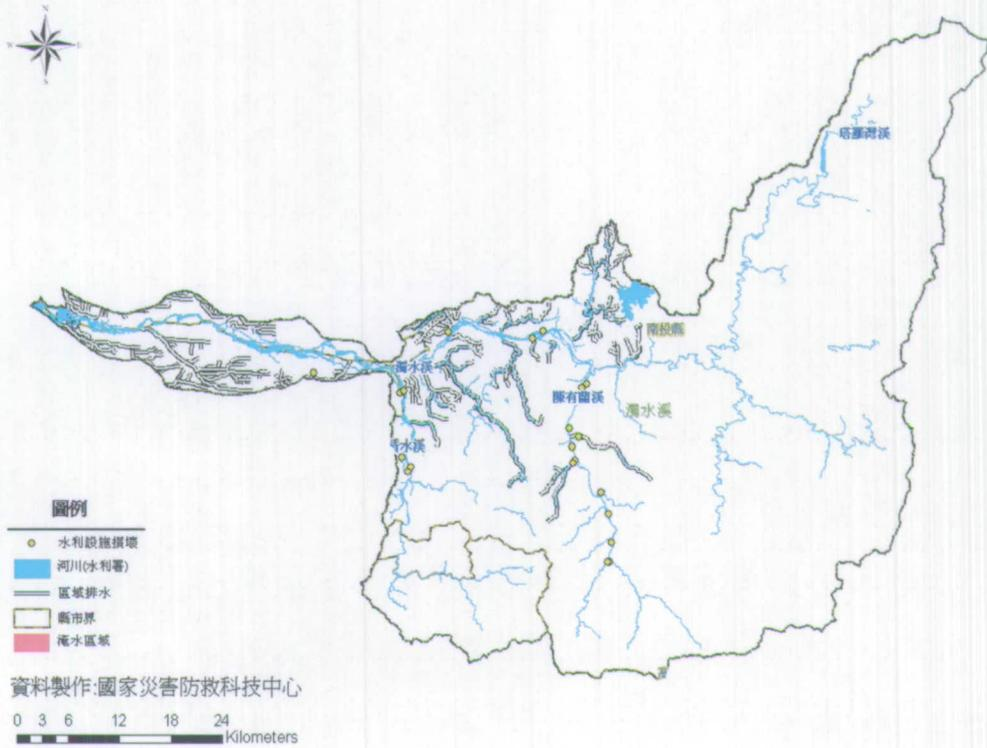 N
W
E
S
塔羅灣溪
南投縣
濁水溪
陳有蘭溪
濁水溪
水溪
圖例
水利設施損壞
河川(水利署)
區域排水
縣市界
淹水區域
資料製作:國家災害防救科技中心
0 3 6 12 18 24
Kilometers